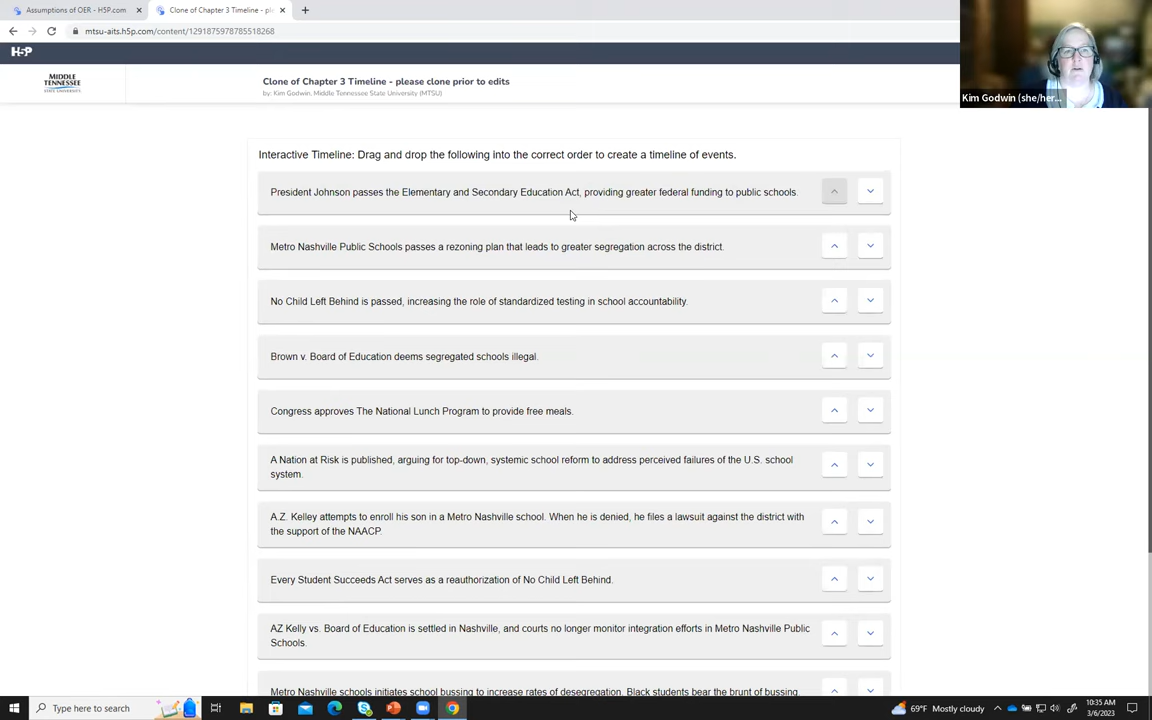 Assumptions of OER - H5P.com
Clone of Chapter 3 Timeline - ple
mtsu-aits.h5p.com/content/1291875978785518268
H5P
MIDDLE
TENNESSEE
STATE UNIVERSITY
Clone of Chapter 3 Timeline - please clone prior to edits
by: Kim Godwin, Middle Tennessee State University (MTSU)
Kim Godwin (she/her...
Interactive Timeline: Drag and drop the following into the correct order to create a timeline of events.
President Johnson passes the Elementary and Secondary Education Act, providing greater federal funding to public schools.
Metro Nashville Public Schools passes a rezoning plan that leads to greater segregation across the district.
No Child Left Behind is passed, increasing the role of standardized testing in school accountability.
Brown v. Board of Education deems segregated schools illegal.
Congress approves The National Lunch Program to provide free meals.
A Nation at Risk is published, arguing for top-down, systemic school reform to address perceived failures of the U.S. school
system.
A.Z. Kelley attempts to enroll his son in a Metro Nashville school. When he is denied, he files a lawsuit against the district with
the support of the NAACP.
Every Student Succeeds Act serves as a reauthorization of No Child Left Behind.
AZ Kelly vs. Board of Education is settled in Nashville, and courts no longer monitor integration efforts in Metro Nashville Public
Schools.
Metro Nashville schools initiates school bussing to increase rates of desegregation. Black students bear the brunt of bussing.
Type here to search
69°F Mostly cloudy
10:35 AM
3/6/2023